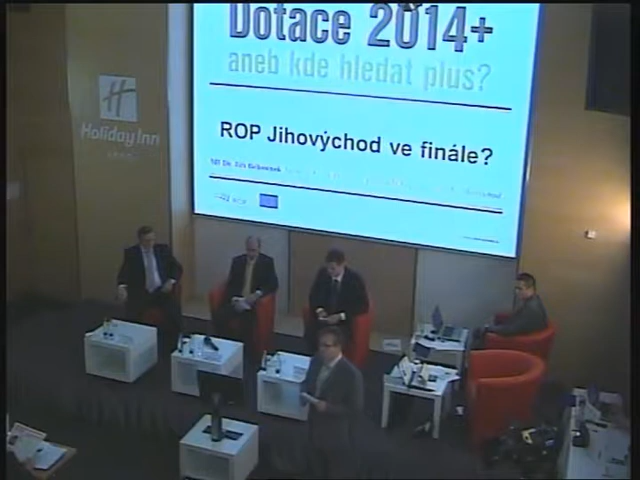 Dotace 2014+
aneb kde hledat plus?
ROP Jihovýchod ve finále?
H
Holiday Inn